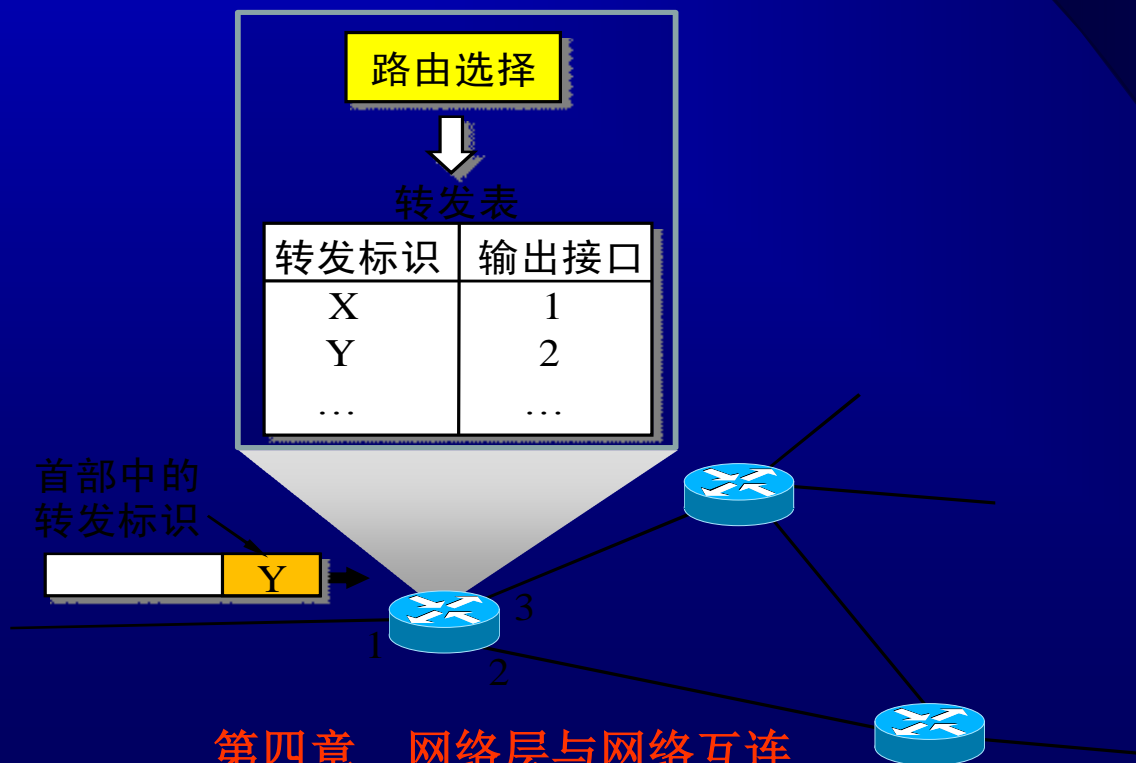 路由选择
转发表
转发标识 输出接口
X 1
Y 2
… …
首部中的
转发标识
Y
3
1
2
第四章 网络层与网络互连